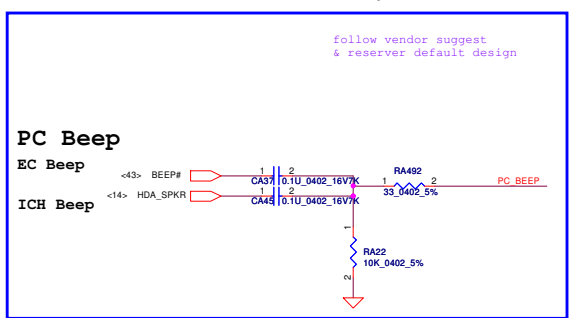 follow vendor suggest
& reserver default design
PC Beep
EC Beep
<43> BEEP# 1 2
CA37 0.1U_0402_16V7K
<14> HDA_SPKR 1 2
CA45 0.1U_0402_16V7K
ICH Beep
RA492
1 2 PC_BEEP
33_0402_5%
1
RA22
10K_0402_5%
2